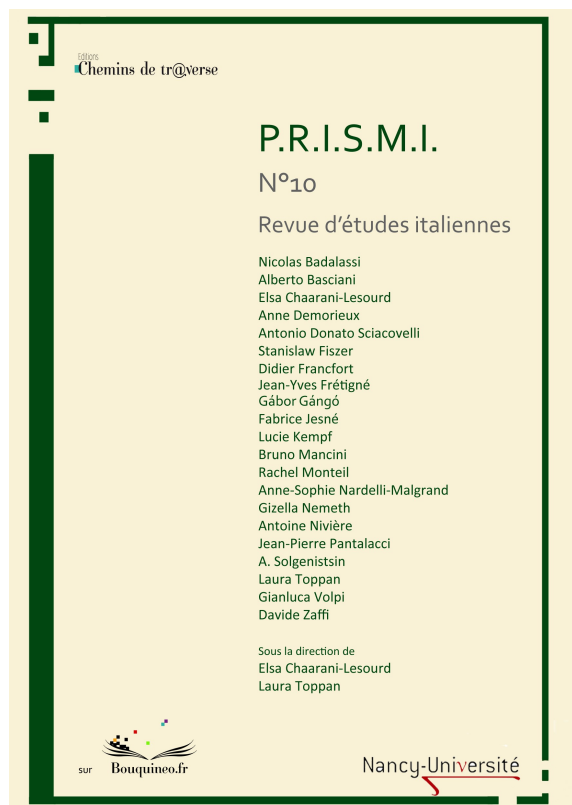 Editions
Chemins de tr@verse
P.R.I.S.M.I.
N°10
Revue d'études italiennes
Nicolas Badalassi
Alberto Basciani
Elsa Chaarani-Lesourd
Anne Demorieux
Antonio Donato Sciacovelli
Stanislaw Fiszer
Didier Francfort
Jean-Yves Frétigné
Gábor Gángó
Fabrice Jesné
Lucie Kempf
Bruno Mancini
Rachel Monteil
Anne-Sophie Nardelli-Malgrand
Gizella Nemeth
Antoine Nivière
Jean-Pierre Pantalacci
A. Solgenistsin
Laura Toppan
Gianluca Volpi
Davide Zaffi
Sous la direction de
Elsa Chaarani-Lesourd
Laura Toppan
sur Bouquineo.fr
Nancy-Université